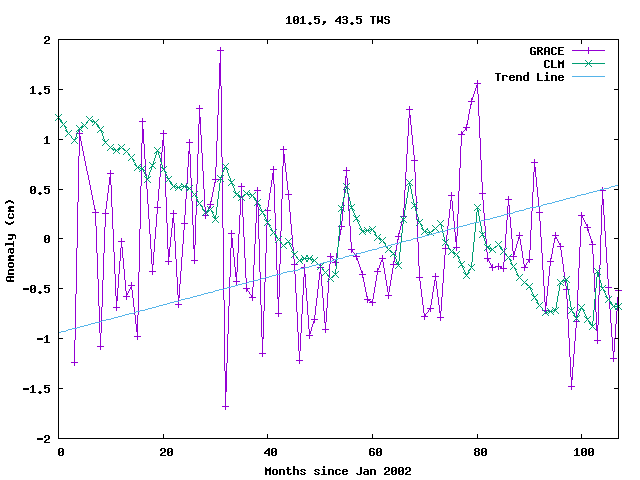 101.5, 43.5 TWS
GRACE
CLM
Trend Line
2
1.5
1
0.5
0
-0.5
-1
-1.5
-2
Anomaly (cm)
0 20 40 60 80 100
Months since Jan 2002